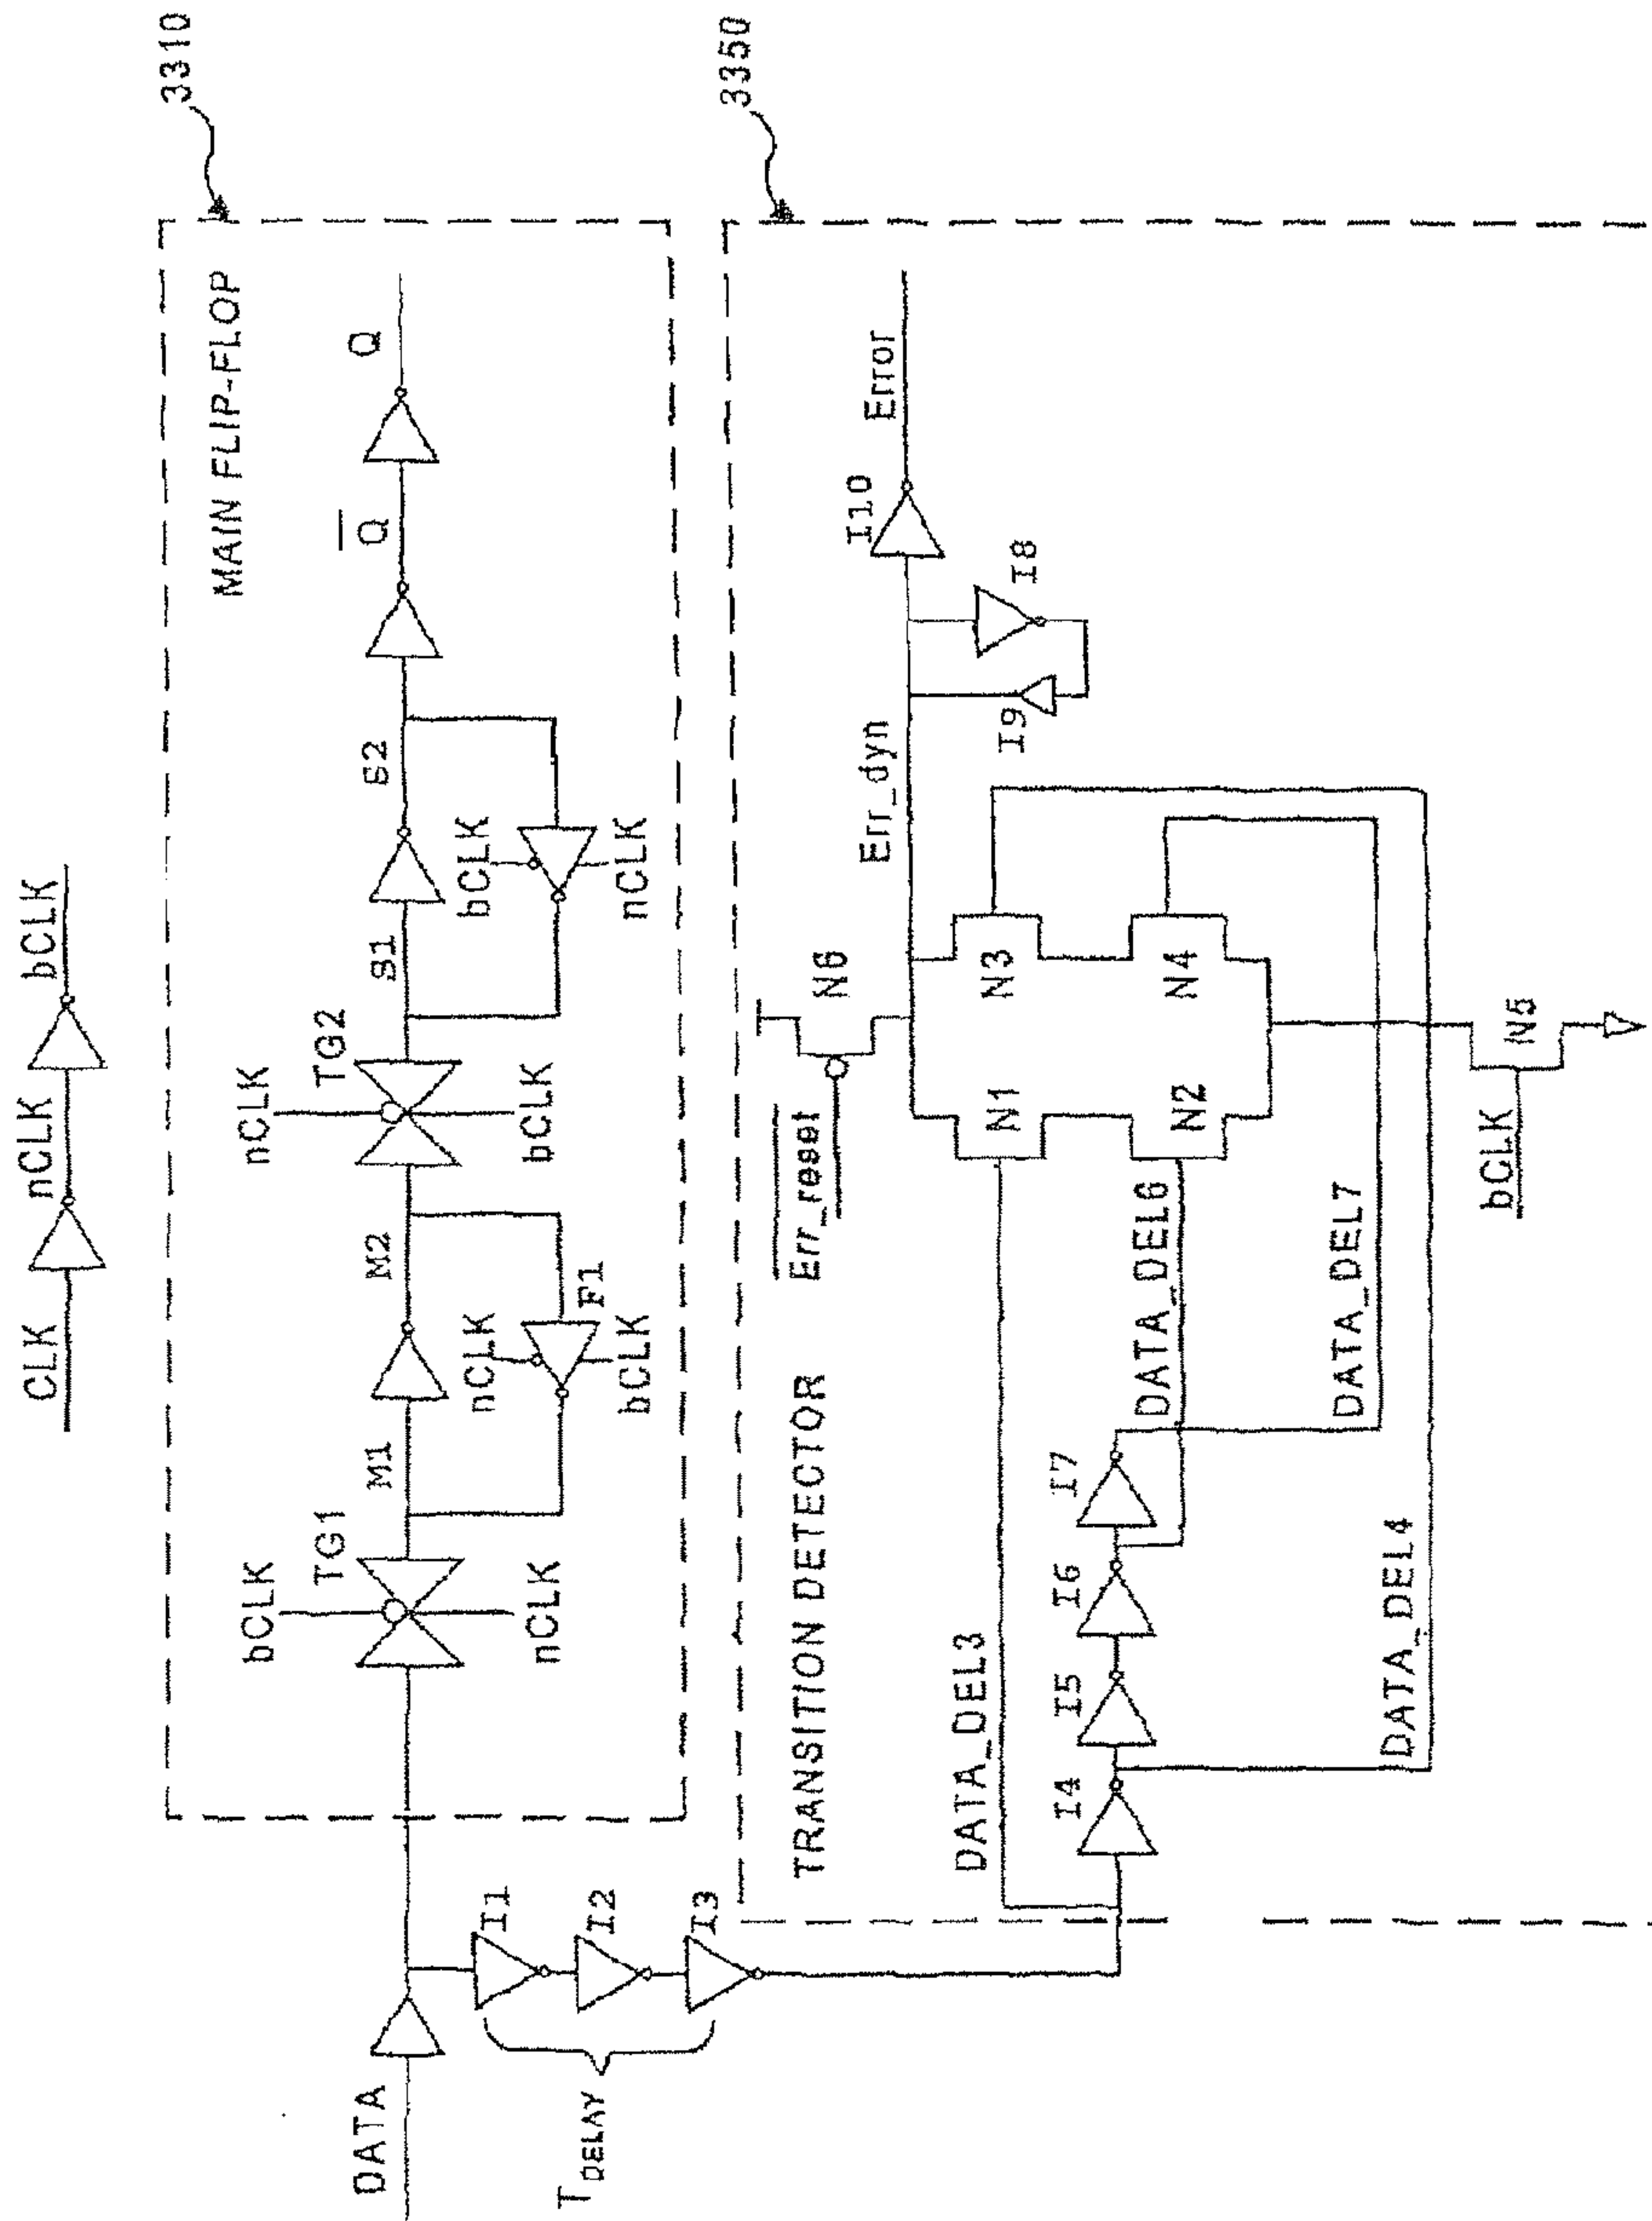 CLK
nCLK
bCLK
3310
MAIN FLIP-FLOP
DATA
bCLK
TG1
nCLK
M1
M2
nCLK
F1
bCLK
nCLK
TG2
bCLK
S1
S2
bCLK
nCLK
Q
Q
TDELAY
I1
I2
I3
3350
TRANSITION DETECTOR
Err_reset
N6
Err_dyn
I10
Error
I9
I8
DATA_DEL3
N1
N3
I4
I5
I6
I7
DATA_DEL6
N2
N4
DATA_DEL7
DATA_DEL4
bCLK
N5